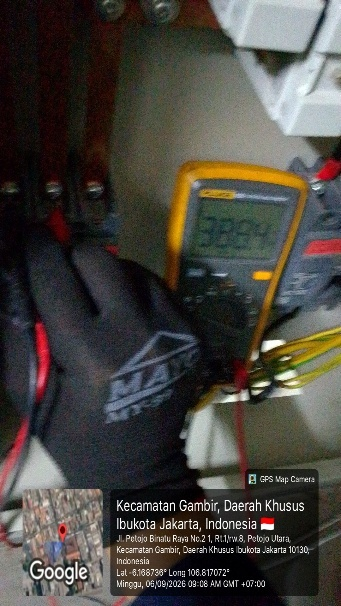 388.4
GPS Map Camera
Kecamatan Gambir, Daerah Khusus
Ibukota Jakarta, Indonesia 🇮🇩
Jl. Petojo Binatu Raya No.2 1, Rt.1/rw.8, Petojo Utara,
Kecamatan Gambir, Daerah Khusus Ibukota Jakarta 10130,
Indonesia
Lat -6.168736° Long 106.817072°
Minggu, 06/09/2026 09:08 AM GMT +07:00
Google